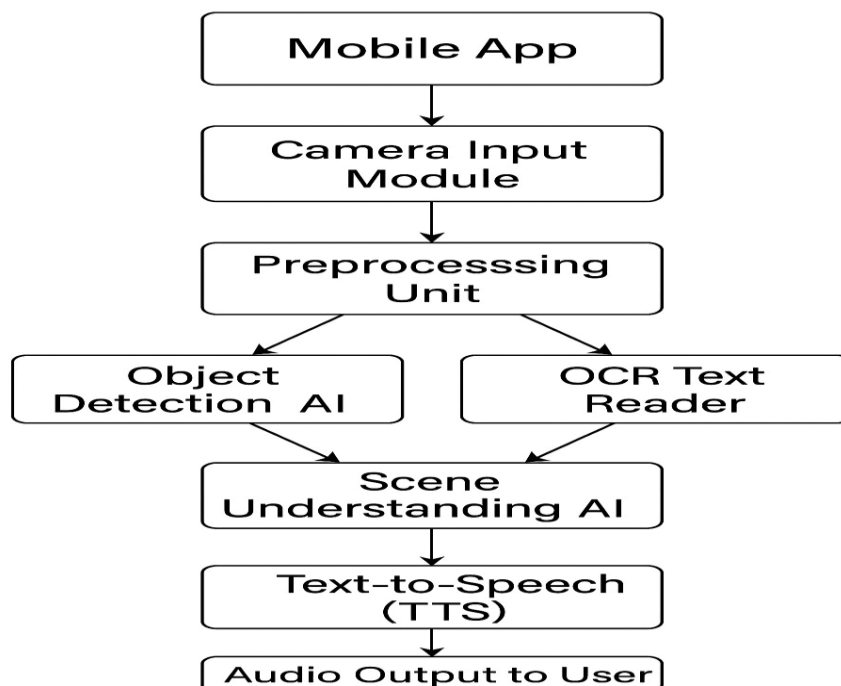 Mobile App
Camera Input
Module
Preprocesssing
Unit
Object
Detection AI
OCR Text
Reader
Scene
Understanding AI
Text-to-Speech
(TTS)
Audio Output to User